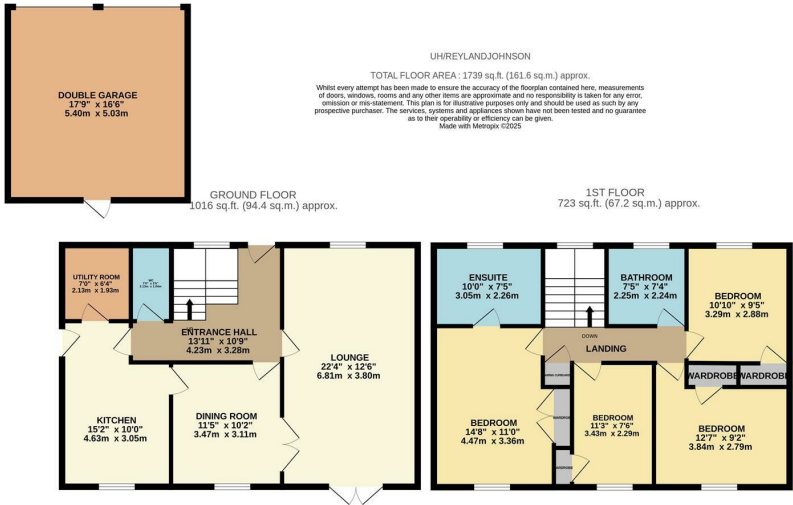 UH/REYLANDJOHNSON
TOTAL FLOOR AREA : 1739 sq.ft. (161.6 sq.m.) approx.
Whilst every attempt has been made to ensure the accuracy of the floorplan contained here, measurements
of doors, windows, rooms and any other items are approximate and no responsibility is taken for any error,
omission or mis-statement. This plan is for illustrative purposes only and should be used as such by any
prospective purchaser. The services, systems and appliances shown have not been tested and no guarantee
as to their operability or efficiency can be given.
Made with Metropix ©2025
DOUBLE GARAGE
17'9" x 16'6"
5.40m x 5.03m
GROUND FLOOR
1016 sq.ft. (94.4 sq.m.) approx.
UTILITY ROOM
7'0" x 6'4"
2.13m x 1.93m
WC
ENTRANCE HALL
13'11" x 10'9"
4.23m x 3.28m
LOUNGE
22'4" x 12'6"
6.81m x 3.80m
KITCHEN
15'2" x 10'0"
4.63m x 3.05m
DINING ROOM
11'5" x 10'2"
3.47m x 3.11m
1ST FLOOR
723 sq.ft. (67.2 sq.m.) approx.
ENSUITE
10'0" x 7'5"
3.05m x 2.26m
BATHROOM
7'5" x 7'4"
2.25m x 2.24m
BEDROOM
10'10" x 9'5"
3.29m x 2.88m
DOWN
LANDING
WARDROBE
WARDROBE
BEDROOM
14'8" x 11'0"
4.47m x 3.36m
WARDROBE
WARDROBE
BEDROOM
11'3" x 7'6"
3.43m x 2.29m
BEDROOM
12'7" x 9'2"
3.84m x 2.79m